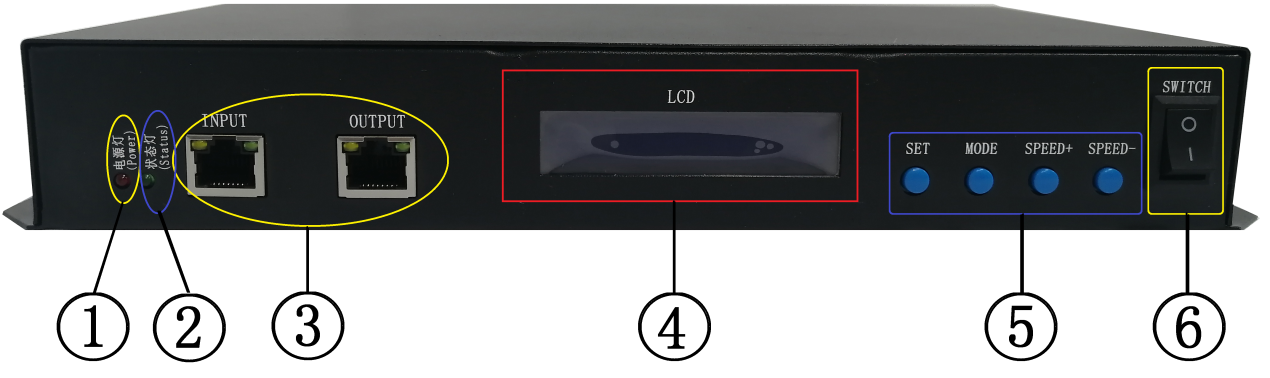 电源灯
(Power)
状态灯
(Status)
INPUT
OUTPUT
LCD
SET
MODE
SPEED+
SPEED-
SWITCH
O
I
1
2
3
4
5
6